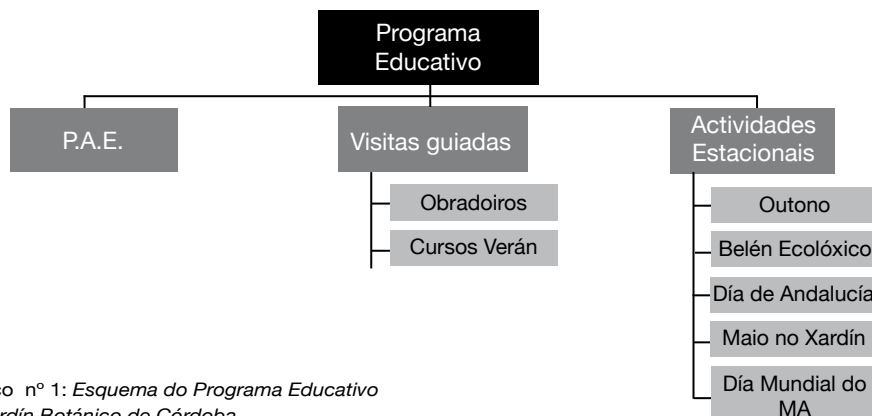 Programa
Educativo
P.A.E.
Visitas guiadas
Actividades
Estacionais
Obradoiros
Cursos Verán
Outono
Belén Ecolóxico
Día de Andalucía
Maio no Xardín
Día Mundial do
MA
nº 1: Esquema do Programa Educativo
Botánico de Córdoba